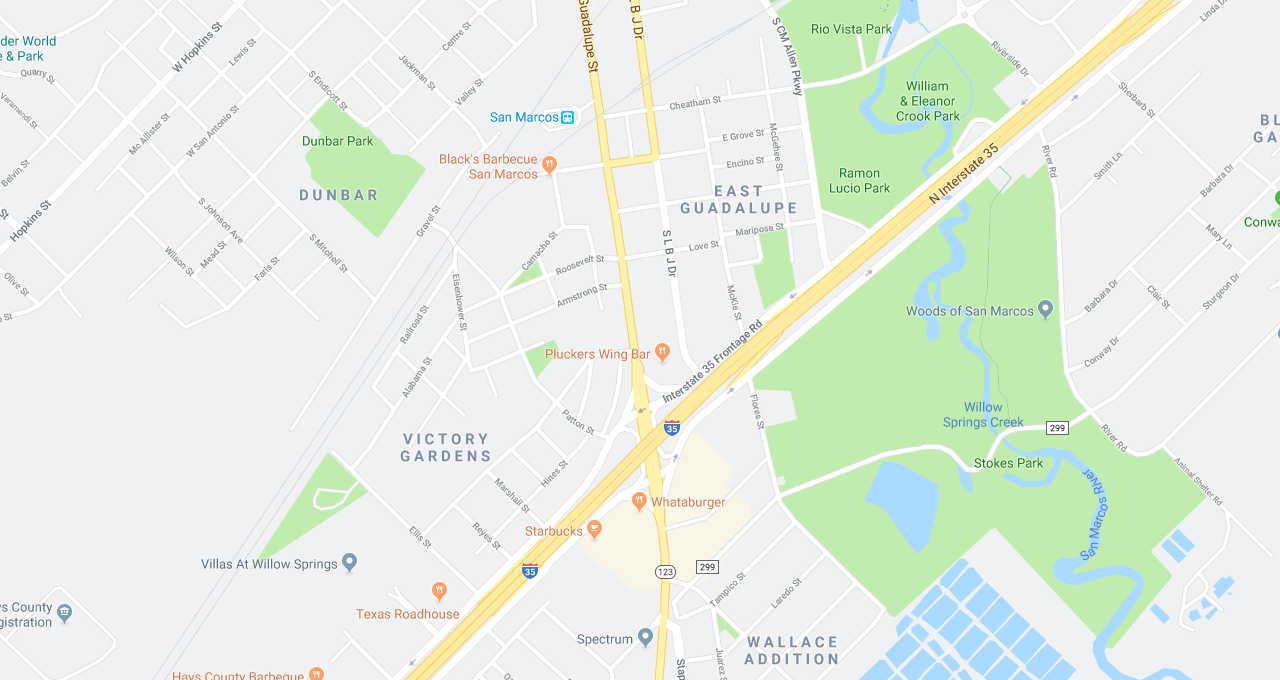 Guadalupe St
L B J Dr
S CM Allen Pkwy
Rio Vista Park
Linda Dr
W Hopkins St
Centre St
der World
e & Park
Lewis St
Quarry St
Riverside Dr
Jackman St
S Endicott St
Valley St
William
& Eleanor
Crook Park
Sherbarb St
Veramendi St
Cheatham St
San Marcos
BL
GA
Mc Allister St
W San Antonio St
E Grove St
McGehee St
Dunbar Park
Black's Barbecue
San Marcos
Encino St
N Interstate 35
River Rd
Smith Ln
Belvin St
Ramon
Lucio Park
Barbara Dr
DUNBAR
EAST
GUADALUPE
Hopkins St
S Johnson Ave
Gravel St
Conwa
Mariposa St
Mary Ln
Love St
S L B J Dr
Camacho St
S Mitchell St
Mead St
Wilson St
Faris St
Roosevelt St
Olive St
Armstrong St
Eisenhower St
McKie St
Barbara Dr
Clair St
Sturgeon Dr
Woods of San Marcos
Railroad St
Interstate 35 Frontage Rd
Pluckers Wing Bar
Conway Dr
Alabama St
Flores St
Patton St
Willow
Springs Creek
35
299
River Rd
VICTORY
GARDENS
Stokes Park
Hines St
Animal Shelter Rd
Marshall St
San Marcos River
Whataburger
Starbucks
Reyes St
Ellis St
Villas At Willow Springs
35
123
299
Tampico St
Laredo St
ys County
gistration
Texas Roadhouse
Spectrum
WALLACE
ADDITION
Juarez S
Stap
Hays County Barbeque